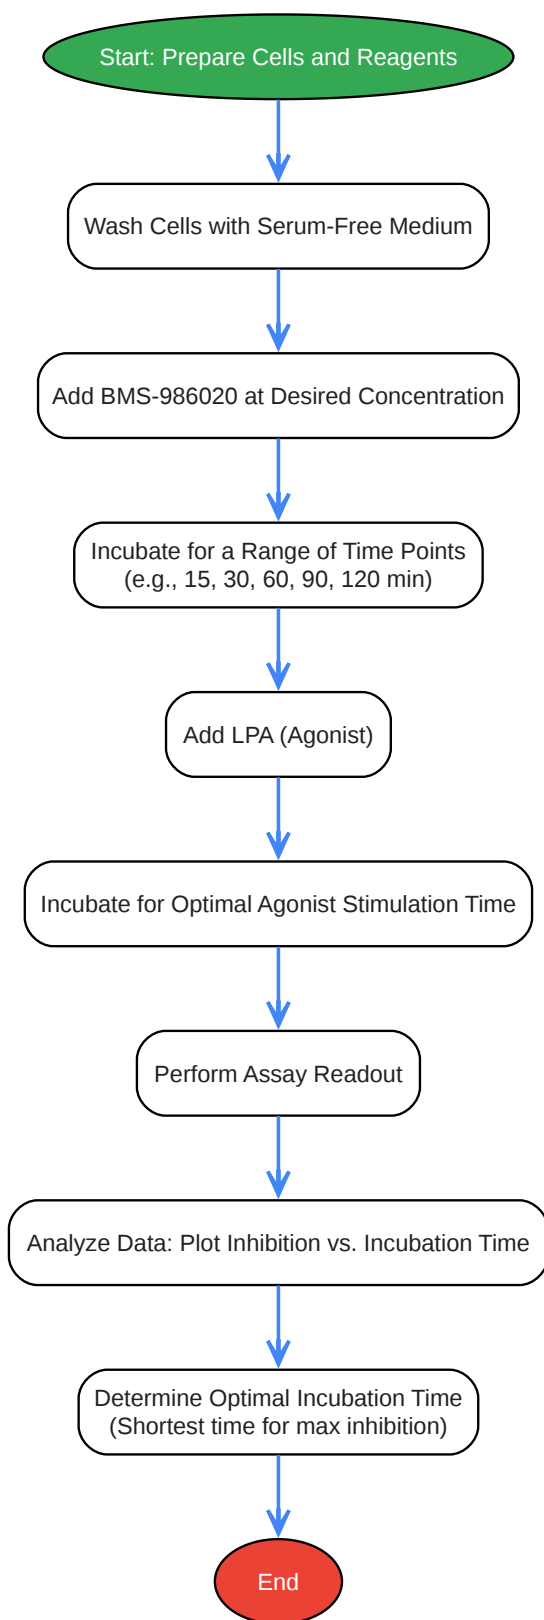 Start: Prepare Cells and Reagents
Wash Cells with Serum-Free Medium
Add BMS-986020 at Desired Concentration
Incubate for a Range of Time Points
(e.g., 15, 30, 60, 90, 120 min)
Add LPA (Agonist)
Incubate for Optimal Agonist Stimulation Time
Perform Assay Readout
Analyze Data: Plot Inhibition vs. Incubation Time
Determine Optimal Incubation Time
(Shortest time for max inhibition)
End